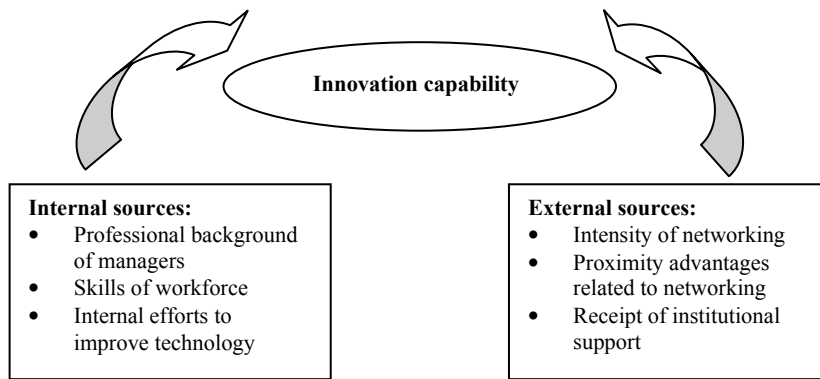 Innovation capability
Internal sources:
• Professional background
of managers
• Skills of workforce
• Internal efforts to
improve technology
External sources:
• Intensity of networking
• Proximity advantages
related to networking
• Receipt of institutional
support